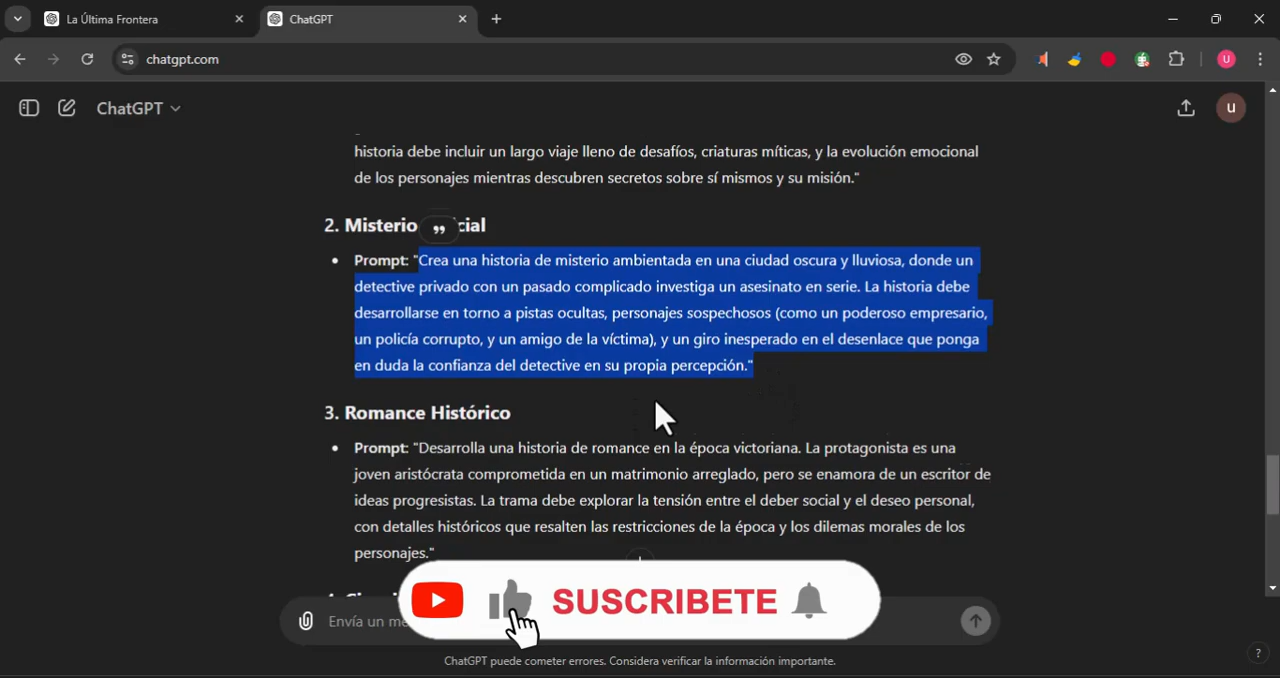 La Última Frontera
ChatGPT
chatgpt.com
U
ChatGPT
u
historia debe incluir un largo viaje lleno de desafíos, criaturas míticas, y la evolución emocional
de los personajes mientras descubren secretos sobre sí mismos y su misión."
2. Misterio cial
Prompt: "Crea una historia de misterio ambientada en una ciudad oscura y lluviosa, donde un
detective privado con un pasado complicado investiga un asesinato en serie. La historia debe
desarrollarse en torno a pistas ocultas, personajes sospechosos (como un poderoso empresario,
un policía corrupto, y un amigo de la víctima), y un giro inesperado en el desenlace que ponga
en duda la confianza del detective en su propia percepción."
3. Romance Histórico
Prompt: "Desarrolla una historia de romance en la época victoriana. La protagonista es una
joven aristócrata comprometida en un matrimonio arreglado, pero se enamora de un escritor de
ideas progresistas. La trama debe explorar la tensión entre el deber social y el deseo personal,
con detalles históricos que resalten las restricciones de la época y los dilemas morales de los
personajes."
SUSCRIBETE
Envía un me
ChatGPT puede cometer errores. Considera verificar la información importante.
?